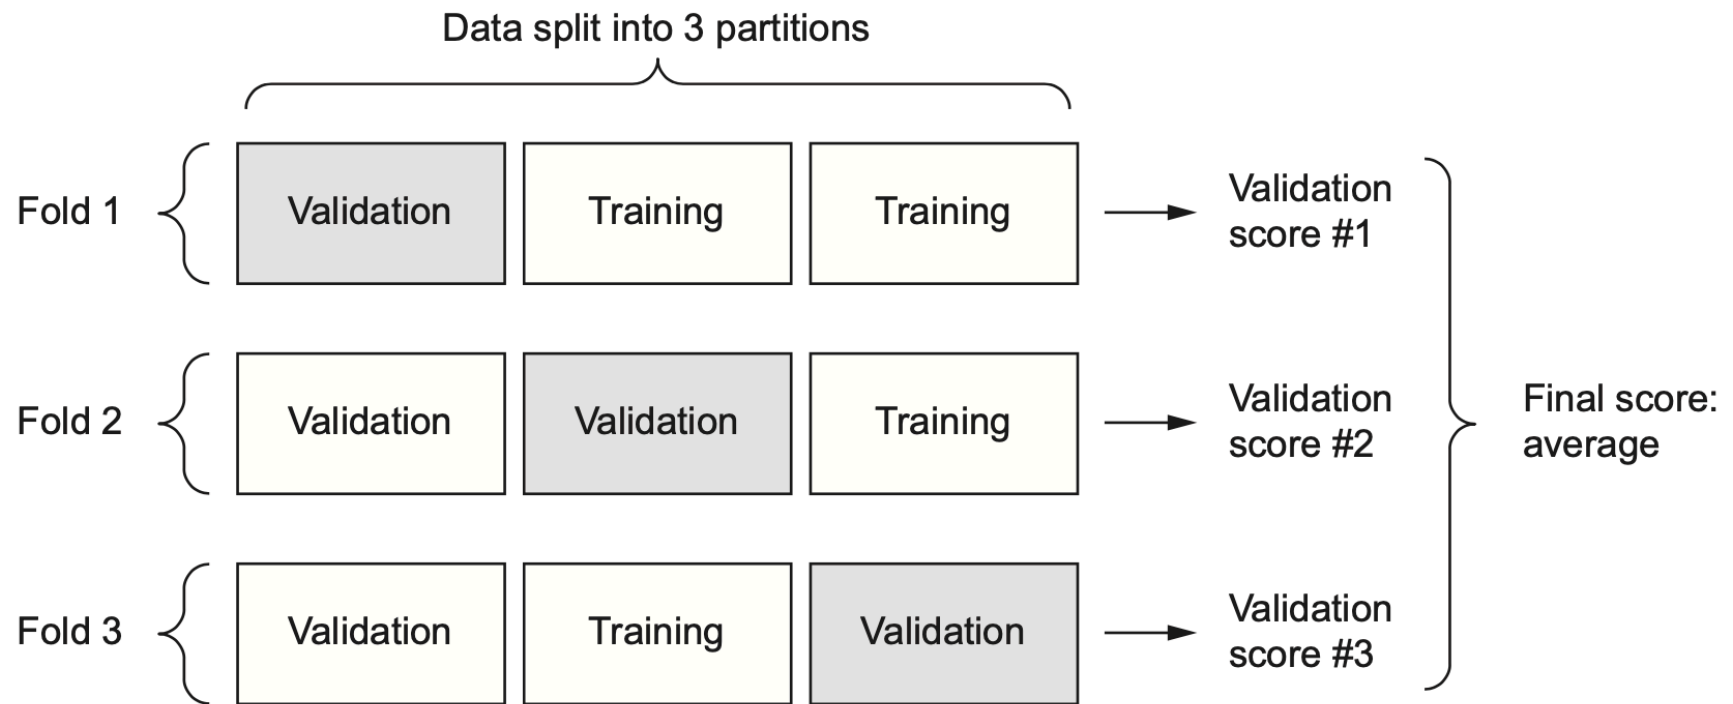 Data split into 3 partitions
Fold 1
Validation
Training
Training
Validation
score #1
Fold 2
Validation
Validation
Training
Validation
score #2
Final score:
average
Fold 3
Validation
Training
Validation
Validation
score #3